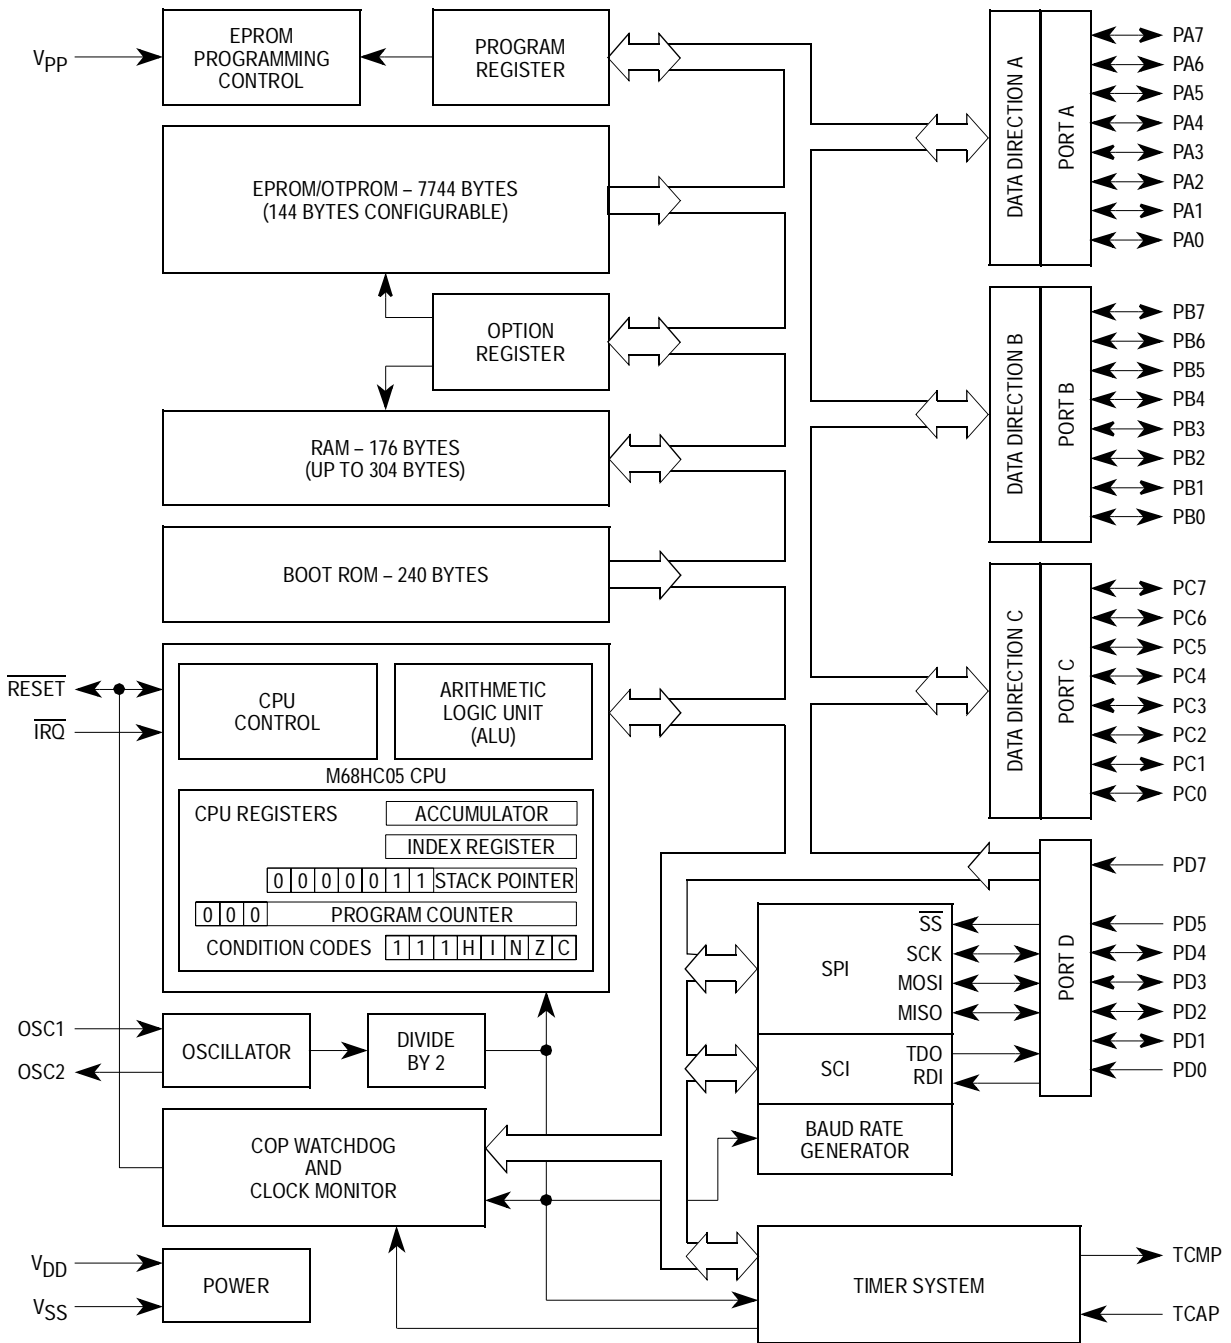 EPROM
PROGRAMMING
CONTROL
PROGRAM
REGISTER
VPP
EPROM/OTPROM – 7744 BYTES
(144 BYTES CONFIGURABLE)
OPTION
REGISTER
RAM – 176 BYTES
(UP TO 304 BYTES)
BOOT ROM – 240 BYTES
RESET
IRQ
CPU
CONTROL
ARITHMETIC
LOGIC UNIT
(ALU)
M68HC05 CPU
CPU REGISTERS
ACCUMULATOR
INDEX REGISTER
0 0 0 0 0 1 1 STACK POINTER
0 0 0 PROGRAM COUNTER
CONDITION CODES 1 1 1 H I N Z C
OSC1
OSC2
OSCILLATOR
DIVIDE
BY 2
COP WATCHDOG
AND
CLOCK MONITOR
VDD
VSS
POWER
DATA DIRECTION A
PORT A
PA7
PA6
PA5
PA4
PA3
PA2
PA1
PA0
DATA DIRECTION B
PORT B
PB7
PB6
PB5
PB4
PB3
PB2
PB1
PB0
DATA DIRECTION C
PORT C
PC7
PC6
PC5
PC4
PC3
PC2
PC1
PC0
SPI
SS
SCK
MOSI
MISO
SCI
TDO
RDI
BAUD RATE
GENERATOR
PORT D
PD7
PD5
PD4
PD3
PD2
PD1
PD0
TIMER SYSTEM
TCMP
TCAP